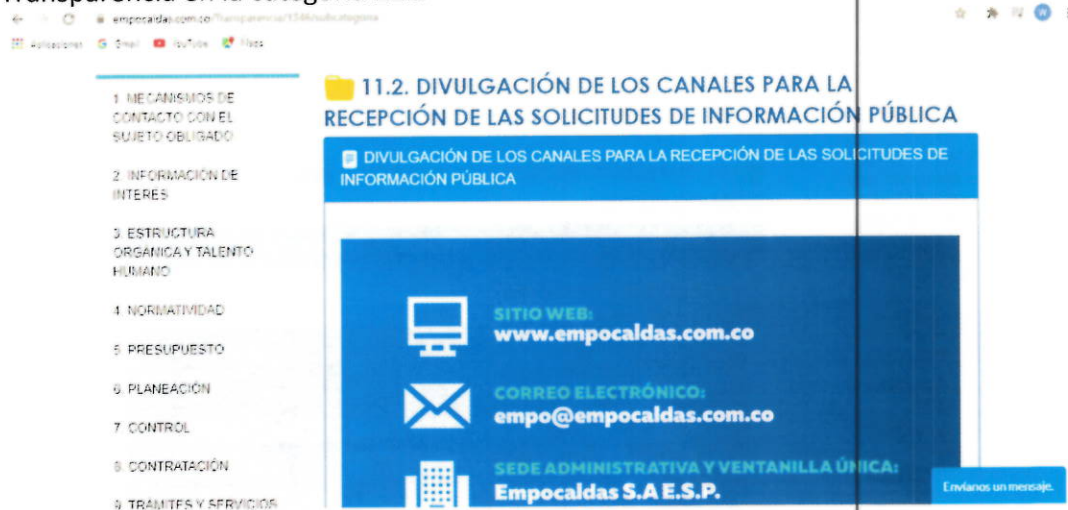 Transparencia en la categoría
empocaldas.com.co/Transparencia/1346/subcategoria
Aplicaciones Gmail YouTube Maps
1. MECANISMOS DE
CONTACTO CON EL
SUJETO OBLIGADO
2. INFORMACIÓN DE
INTERES
3. ESTRUCTURA
ORGÁNICA Y TALENTO
HUMANO
4. NORMATIVIDAD
5. PRESUPUESTO
6. PLANEACIÓN
7. CONTROL
8. CONTRATACIÓN
9. TRAMITES Y SERVICIOS
11.2. DIVULGACIÓN DE LOS CANALES PARA LA
RECEPCIÓN DE LAS SOLICITUDES DE INFORMACIÓN PÚBLICA
DIVULGACIÓN DE LOS CANALES PARA LA RECEPCIÓN DE LAS SOLICITUDES DE
INFORMACIÓN PÚBLICA
SITIO WEB:
www.empocaldas.com.co
CORREO ELECTRÓNICO:
empo@empocaldas.com.co
SEDE ADMINISTRATIVA Y VENTANILLA ÚNICA:
Empocaldas S.A E.S.P.
Envíanos un mensaje.